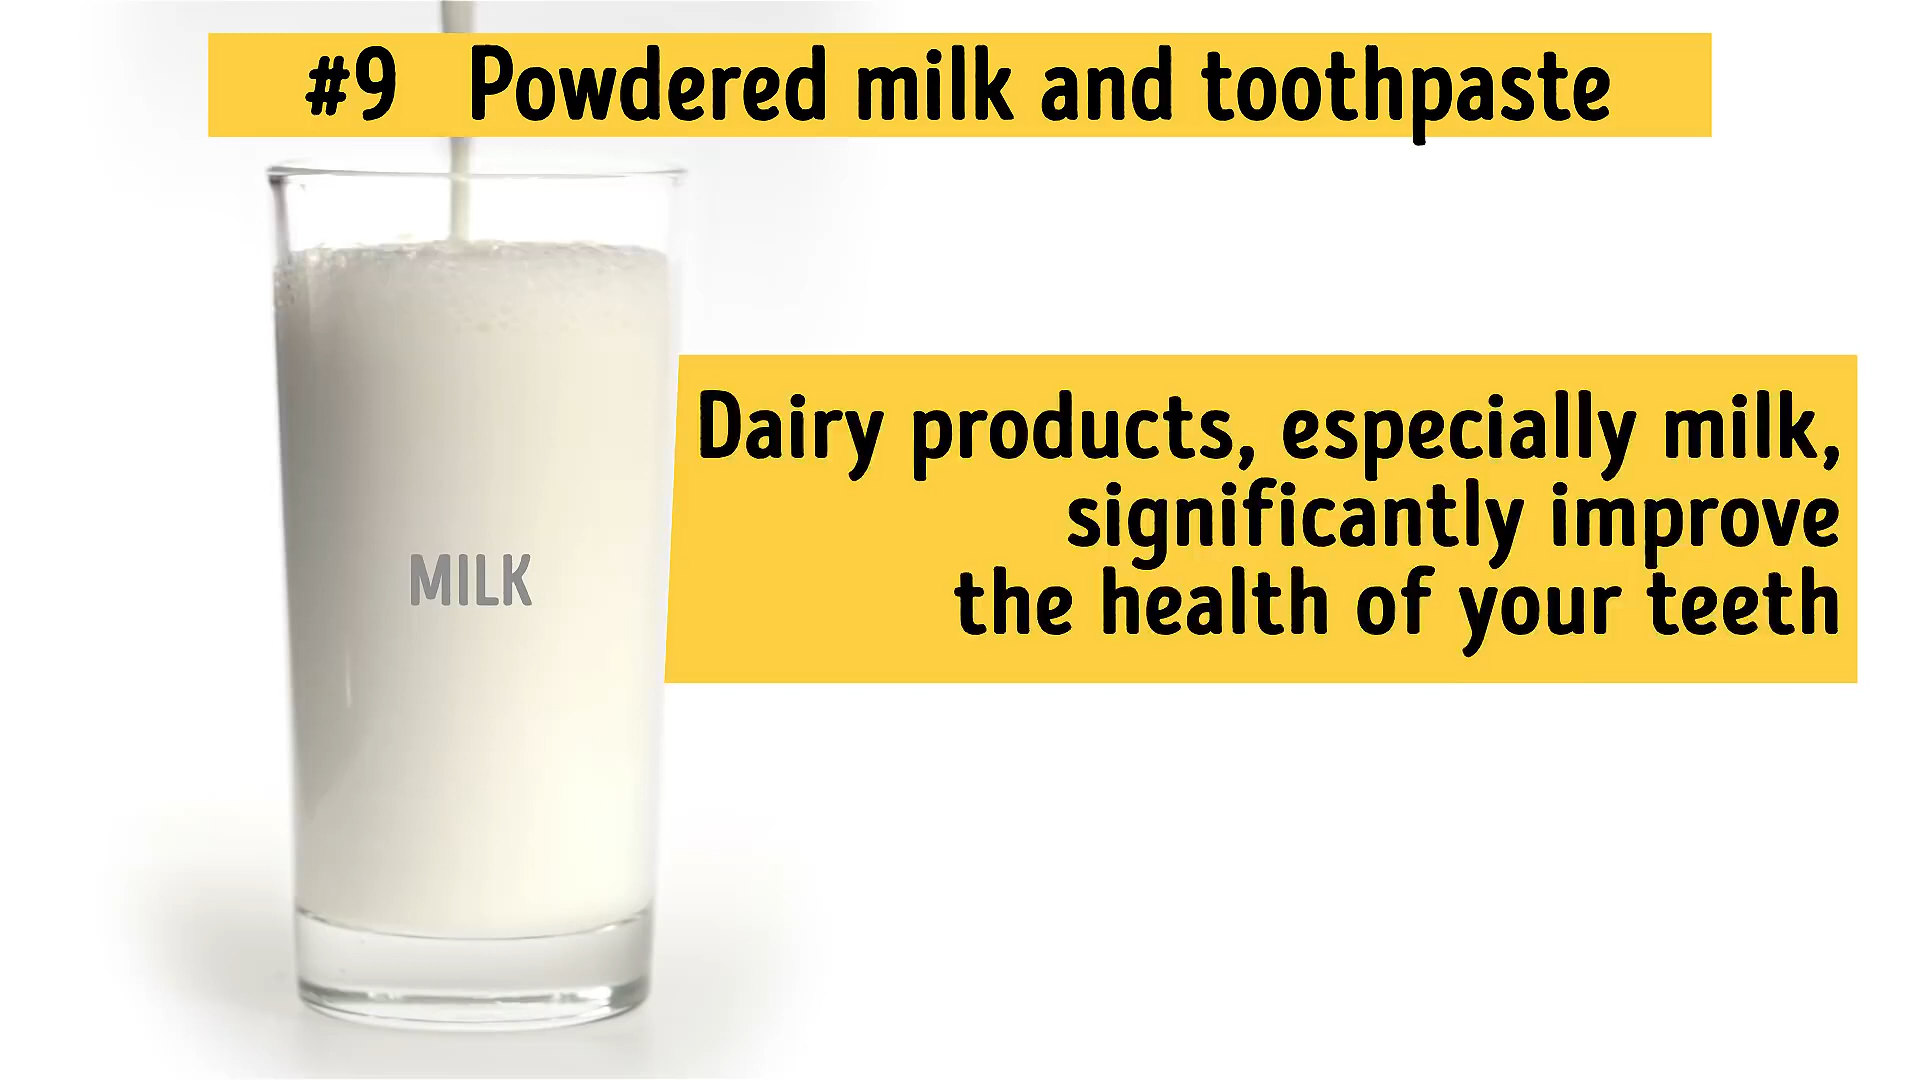 #9 Powdered milk and toothpaste
Dairy products, especially milk,
significantly improve
the health of your teeth
MILK